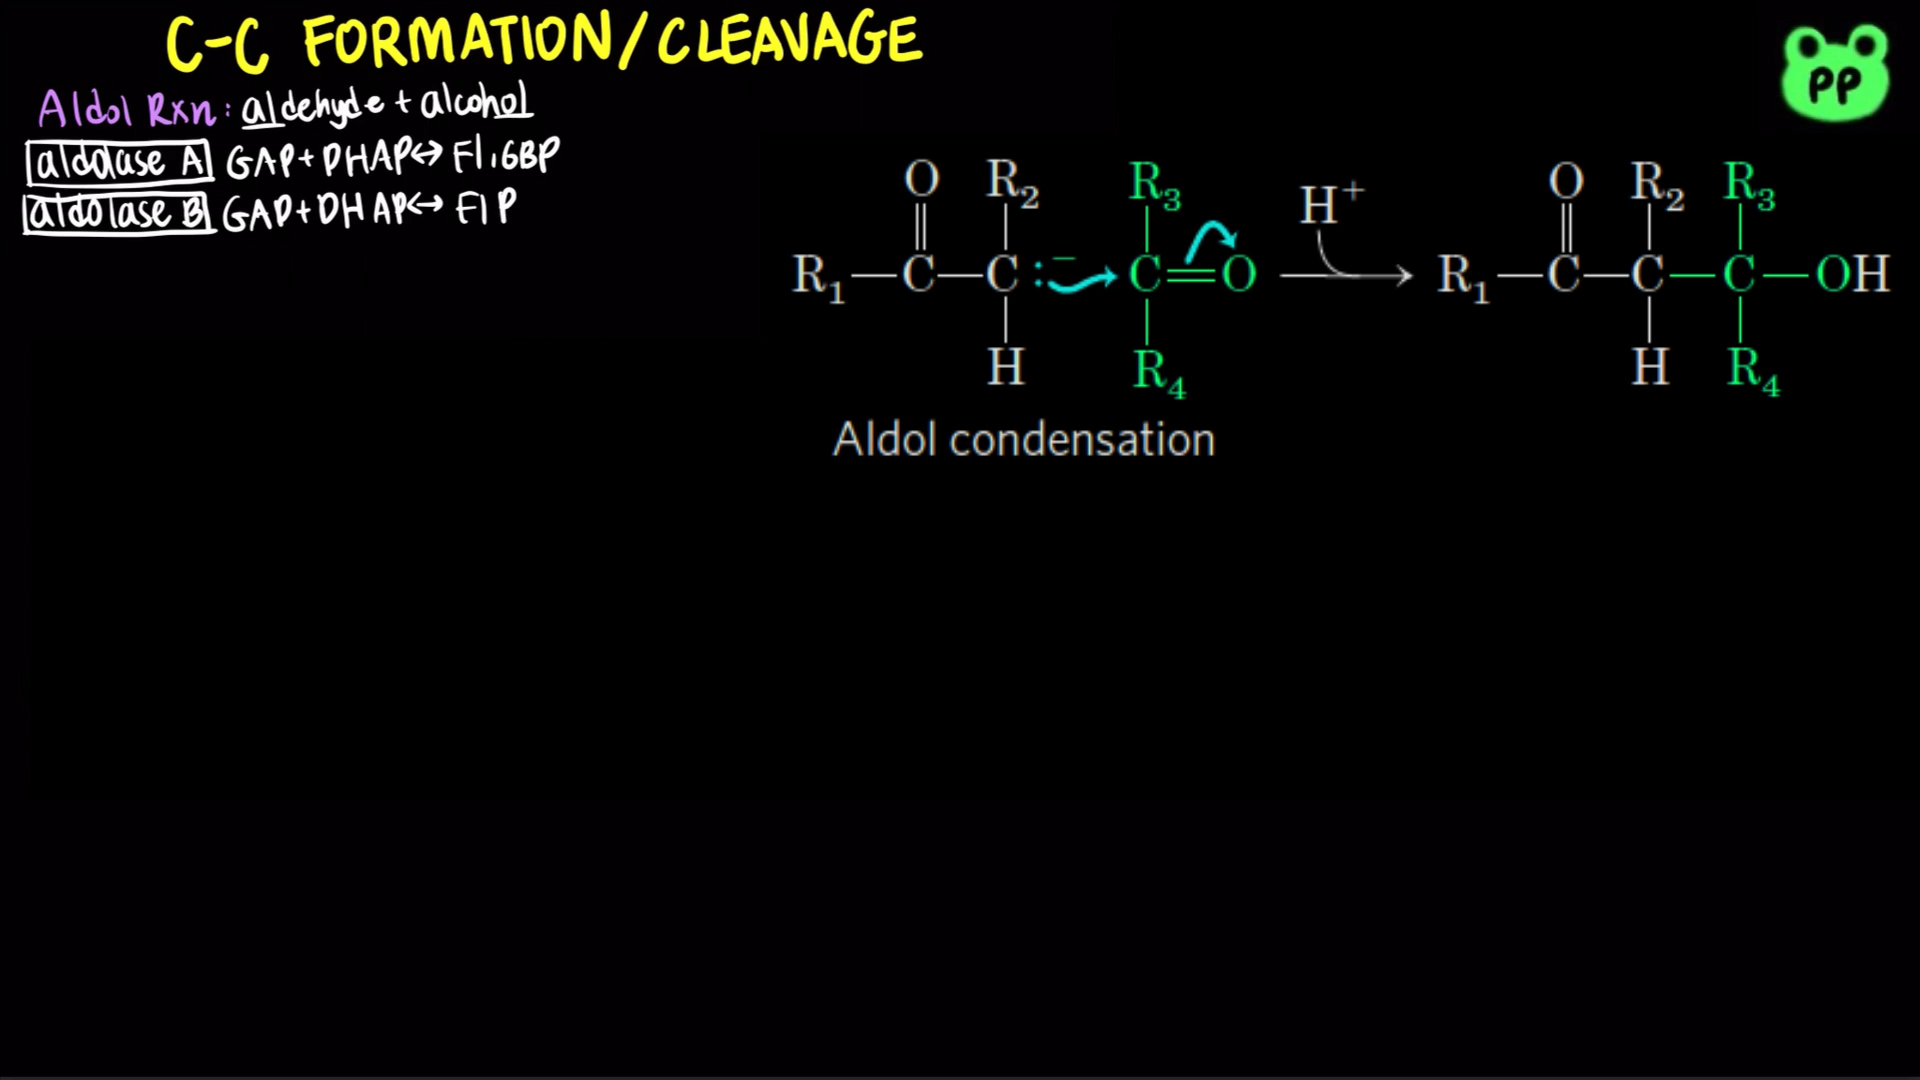 C-C FORMATION/CLEAVAGE
PP
Aldol Rxn: aldehyde + alcohol
aldolase A GAP + DHAP ↔ F1,6BP
aldolase B GAP + DHAP ↔ F1P
O R₂ R₃ H⁺ O R₂ R₃
R₁—C—C:⁻ C=O → R₁—C—C—C—OH
H R₄ H R₄
Aldol condensation